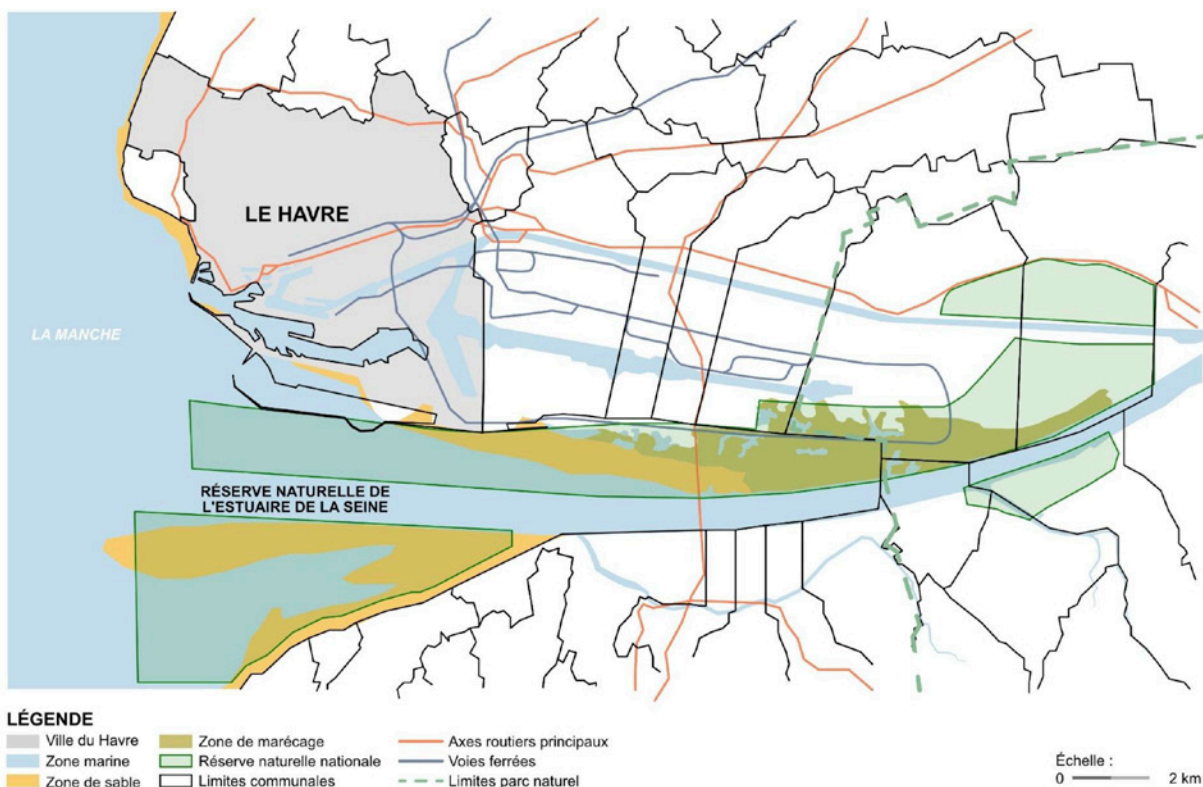 LE HAVRE
LA MANCHE
RÉSERVE NATURELLE DE
L'ESTUAIRE DE LA SEINE
LÉGENDE
Ville du Havre
Zone marine
Zone de sable
Zone de marécage
Réserve naturelle nationale
Limites communales
Axes routiers principaux
Voies ferrées
Limites parc naturel
Échelle :
0 2 km